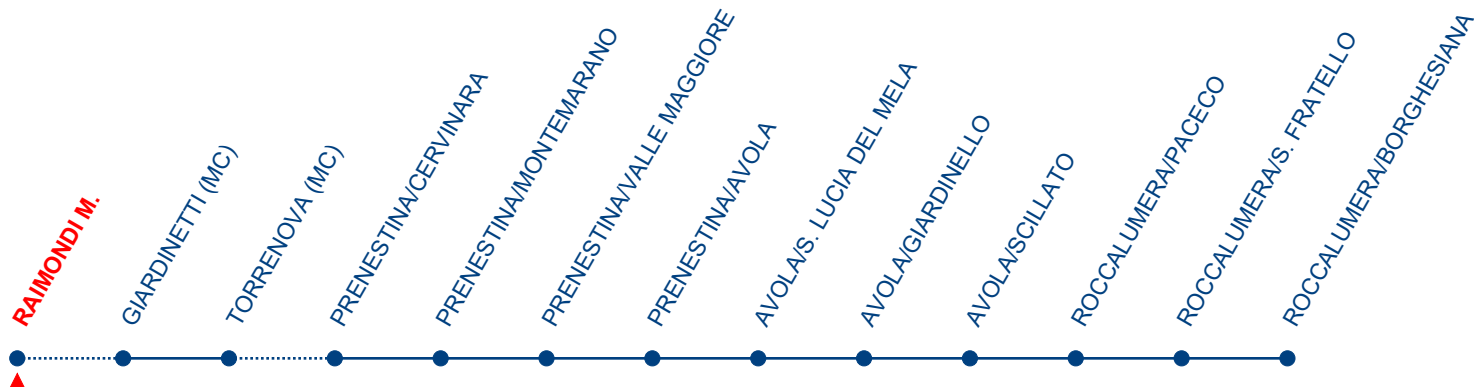 RAIMONDI M.
GIARDINETTI (MC)
TORRENOVA (MC)
PRENESTINA/CERVINARA
PRENESTINA/MONTEMARANO
PRENESTINA/VALLE MAGGIORE
PRENESTINA/AVOLA
AVOLA/S. LUCIA DEL MELA
AVOLA/GIARDINELLO
AVOLA/SCILLATO
ROCCALUMERA/PACECO
ROCCALUMERA/S. FRATELLO
ROCCALUMERA/BORGHESIANA